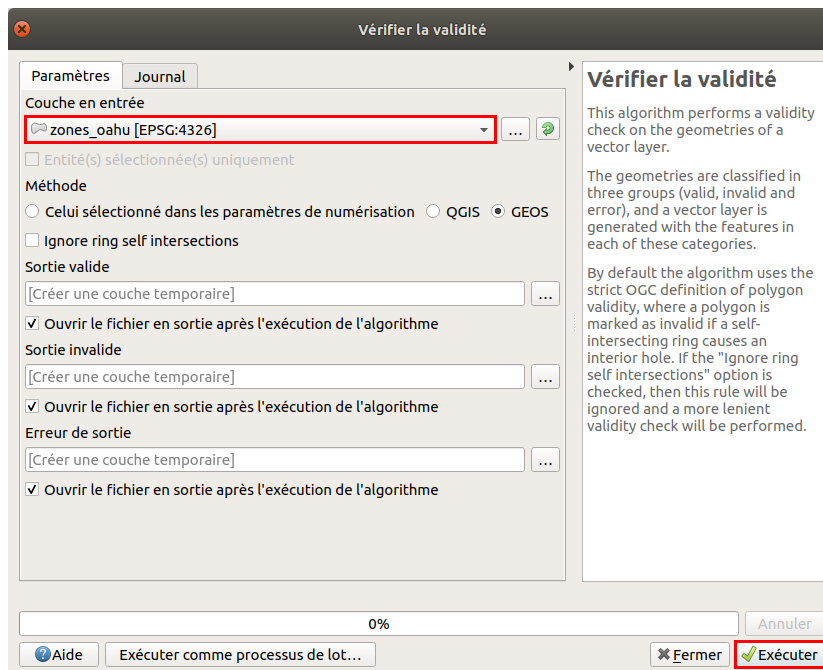 Vérifier la validité
Paramètres
Journal
Couche en entrée
zones_oahu [EPSG:4326]
...
Entité(s) sélectionnée(s) uniquement
Méthode
Celui sélectionné dans les paramètres de numérisation
QGIS
GEOS
Ignore ring self intersections
Sortie valide
[Créer une couche temporaire]
...
Ouvrir le fichier en sortie après l'exécution de l'algorithme
Sortie invalide
[Créer une couche temporaire]
...
Ouvrir le fichier en sortie après l'exécution de l'algorithme
Erreur de sortie
[Créer une couche temporaire]
...
Ouvrir le fichier en sortie après l'exécution de l'algorithme
Vérifier la validité
This algorithm performs a validity
check on the geometries of a
vector layer.
The geometries are classified in
three groups (valid, invalid and
error), and a vector layer is
generated with the features in
each of these categories.
By default the algorithm uses the
strict OGC definition of polygon
validity, where a polygon is
marked as invalid if a self-
intersecting ring causes an
interior hole. If the "Ignore ring
self intersections" option is
checked, then this rule will be
ignored and a more lenient
validity check will be performed.
0%
Annuler
Aide
Exécuter comme processus de lot...
Fermer
Exécuter